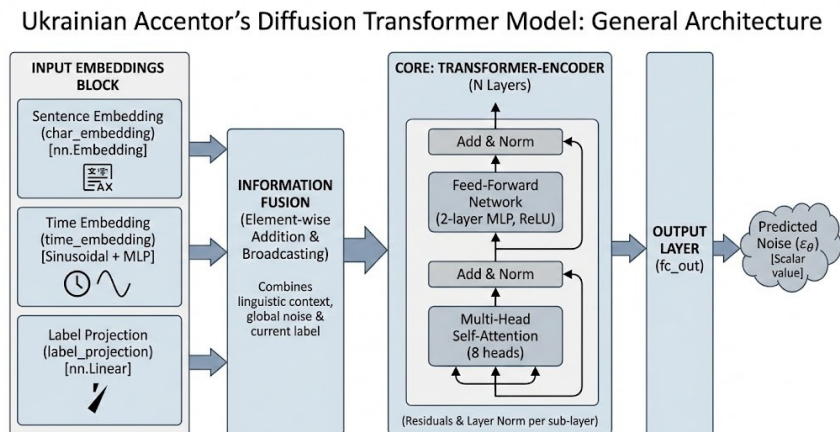 Ukrainian Accentor's Diffusion Transformer Model: General Architecture
INPUT EMBEDDINGS
BLOCK
Sentence Embedding
(char_embedding)
[nn.Embedding]
Time Embedding
(time_embedding)
[Sinusoidal + MLP]
Label Projection
(label_projection)
[nn.Linear]
INFORMATION
FUSION
(Element-wise
Addition &
Broadcasting)
Combines
linguistic context,
global noise &
current label
CORE: TRANSFORMER-ENCODER
(N Layers)
Add & Norm
Feed-Forward
Network
(2-layer MLP, ReLU)
Add & Norm
Multi-Head
Self-Attention
(8 heads)
(Residuals & Layer Norm per sub-layer)
OUTPUT
LAYER
(fc_out)
Predicted
Noise (εθ)
[Scalar
value]